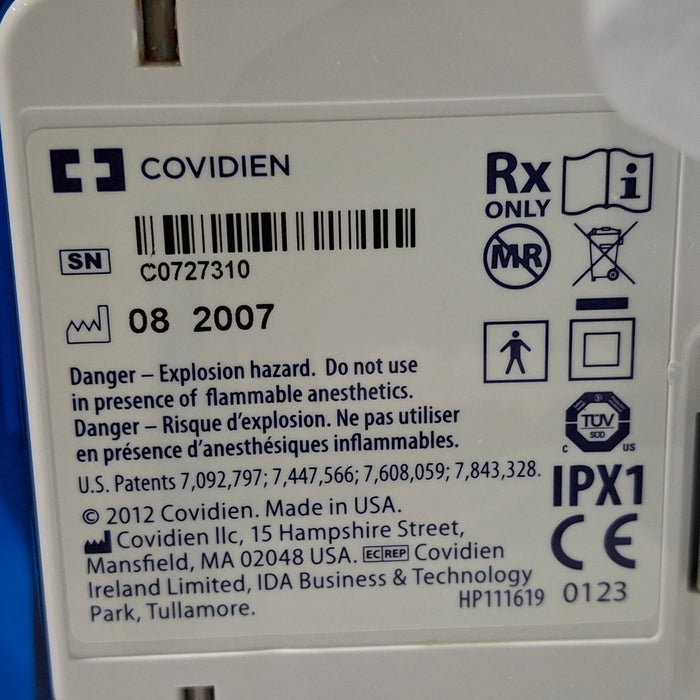 COVIDIEN
Rx
ONLY
SN
C0727310
MR
08 2007
Danger – Explosion hazard. Do not use
in presence of flammable anesthetics.
Danger – Risque d'explosion. Ne pas utiliser
en présence d'anesthésiques inflammables.
TÜV
SÜD
C US
U.S. Patents 7,092,797; 7,447,566; 7,608,059; 7,843,328.
IPX1
© 2012 Covidien. Made in USA.
Covidien llc, 15 Hampshire Street,
Mansfield, MA 02048 USA. EC REP Covidien
Ireland Limited, IDA Business & Technology
Park, Tullamore.
HP111619
CE
0123